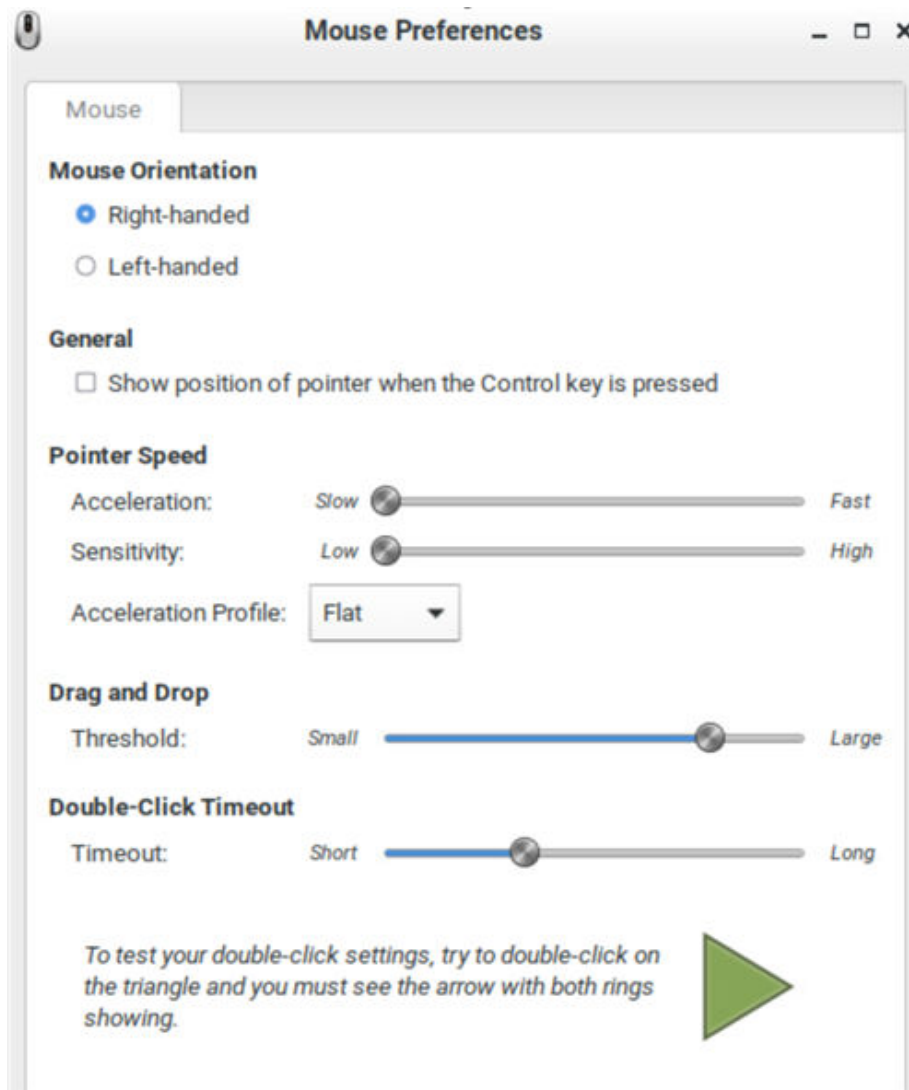 Mouse Preferences
Mouse
Mouse Orientation
Right-handed
Left-handed
General
Show position of pointer when the Control key is pressed
Pointer Speed
Acceleration: Slow Fast
Sensitivity: Low High
Acceleration Profile: Flat
Drag and Drop
Threshold: Small Large
Double-Click Timeout
Timeout: Short Long
To test your double-click settings, try to double-click on
the triangle and you must see the arrow with both rings
showing.